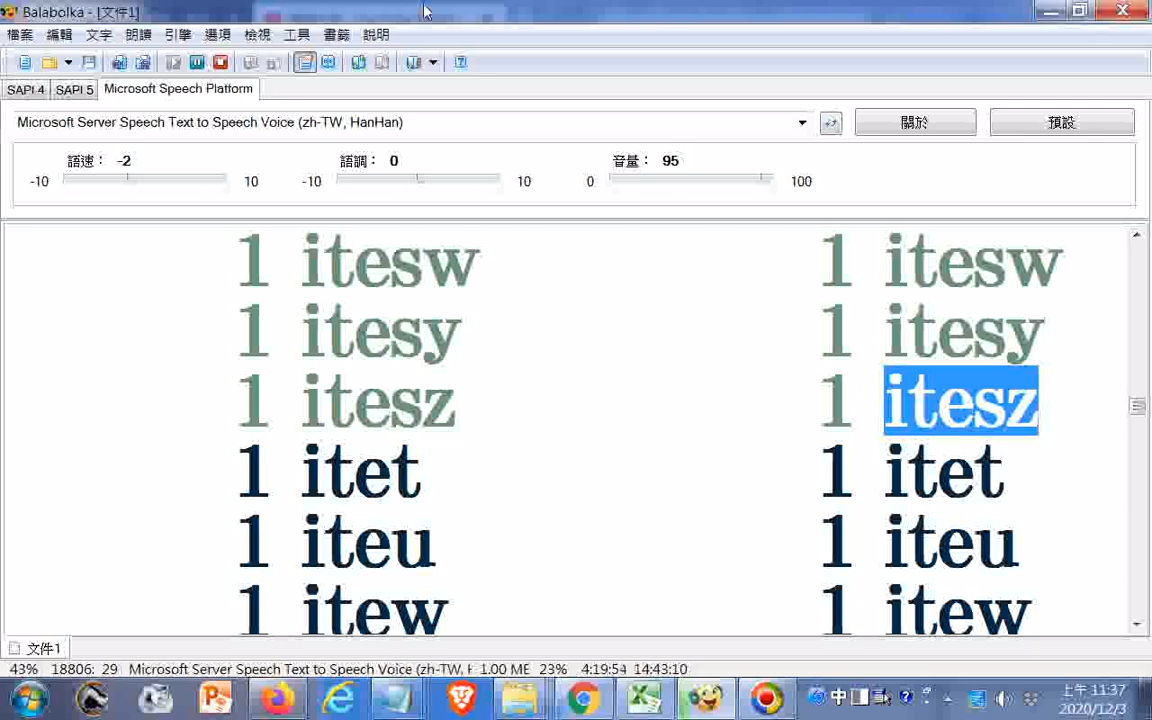 Balabolka - [文件1]
檔案 編輯 文字 朗讀 引擎 選項 檢視 工具 書籤 說明
SAPI 4 SAPI 5 Microsoft Speech Platform
Microsoft Server Speech Text to Speech Voice (zh-TW, HanHan) 關於 預設
語速： -2 語調： 0 音量： 95
-10 10 -10 10 0 100
1 itesw 1 itesw
1 itesy 1 itesy
1 itesz 1 itesz
1 itet 1 itet
1 iteu 1 iteu
1 itew 1 itew
文件1
43% 18806: 29 Microsoft Server Speech Text to Speech Voice (zh-TW, H 1.00 ME 23% 4:19:54 14:43:10
中 上午 11:37
2020/12/3